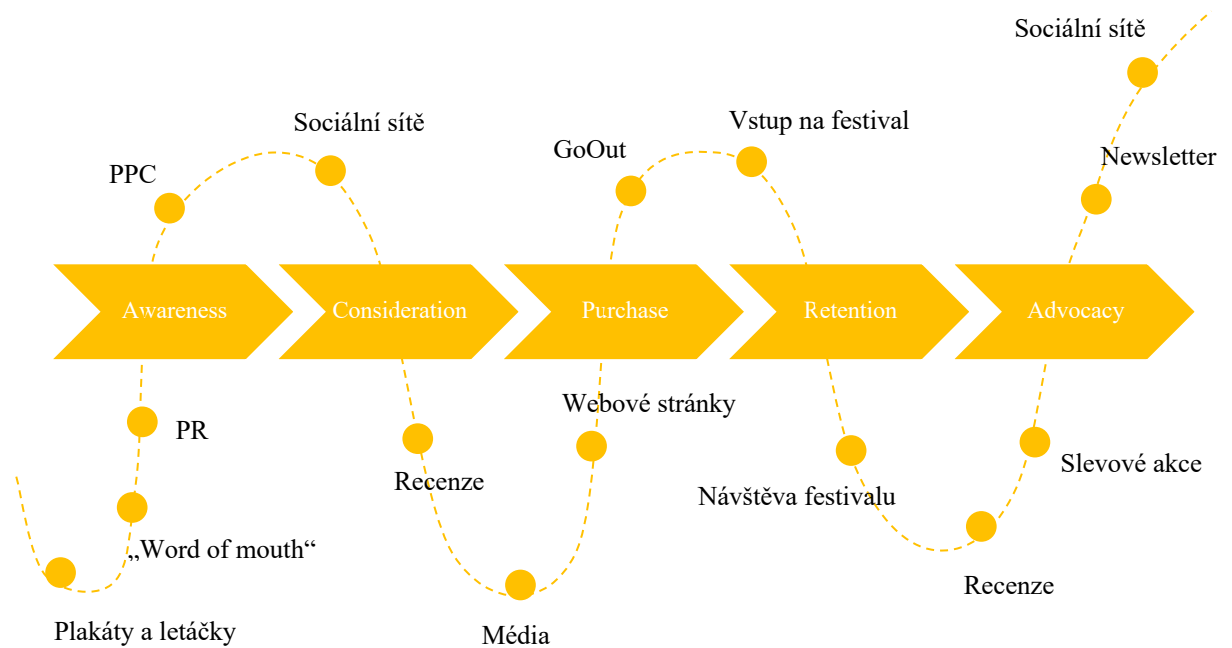 Sociální sítě
Sociální sítě
Vstup na festival
GoOut
Newsletter
PPC
Awareness
Consideration
Purchase
Retention
Advocacy
Webové stránky
PR
Slevové akce
Recenze
Návštěva festivalu
„Word of mouth“
Recenze
Plakáty a letáčky
Média